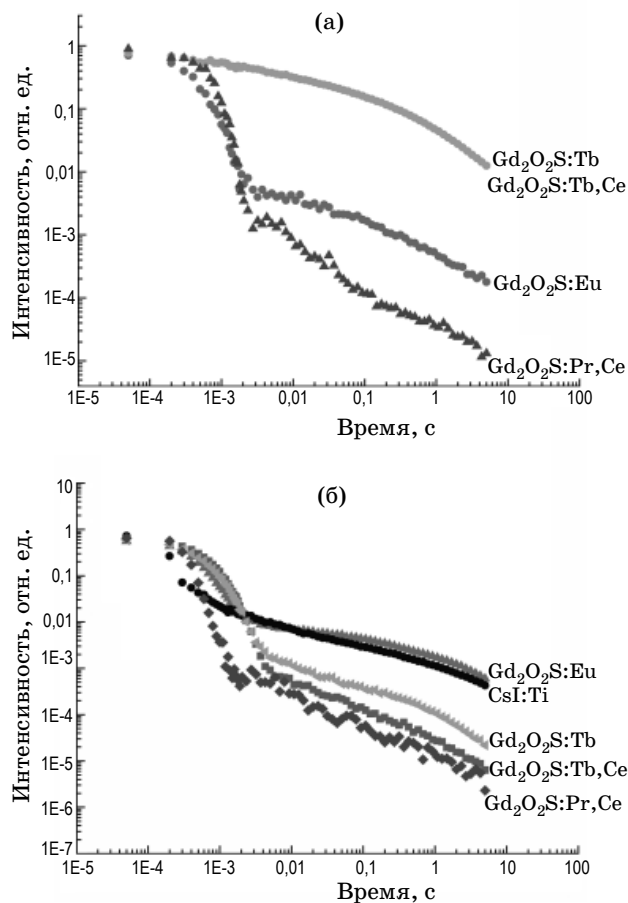 (а)
Интенсивность, отн. ед.
1
0,1
0,01
1E-3
1E-4
1E-5
Gd2O2S:Tb
Gd2O2S:Tb,Ce
Gd2O2S:Eu
Gd2O2S:Pr,Ce
1E-5 1E-4 1E-3 0,01 0,1 1 10 100
Время, с
(б)
Интенсивность, отн. ед.
10
1
0,1
0,01
1E-3
1E-4
1E-5
1E-6
1E-7
Gd2O2S:Eu
CsI:Ti
Gd2O2S:Tb
Gd2O2S:Tb,Ce
Gd2O2S:Pr,Ce
1E-5 1E-4 1E-3 0,01 0,1 1 10 100
Время, с